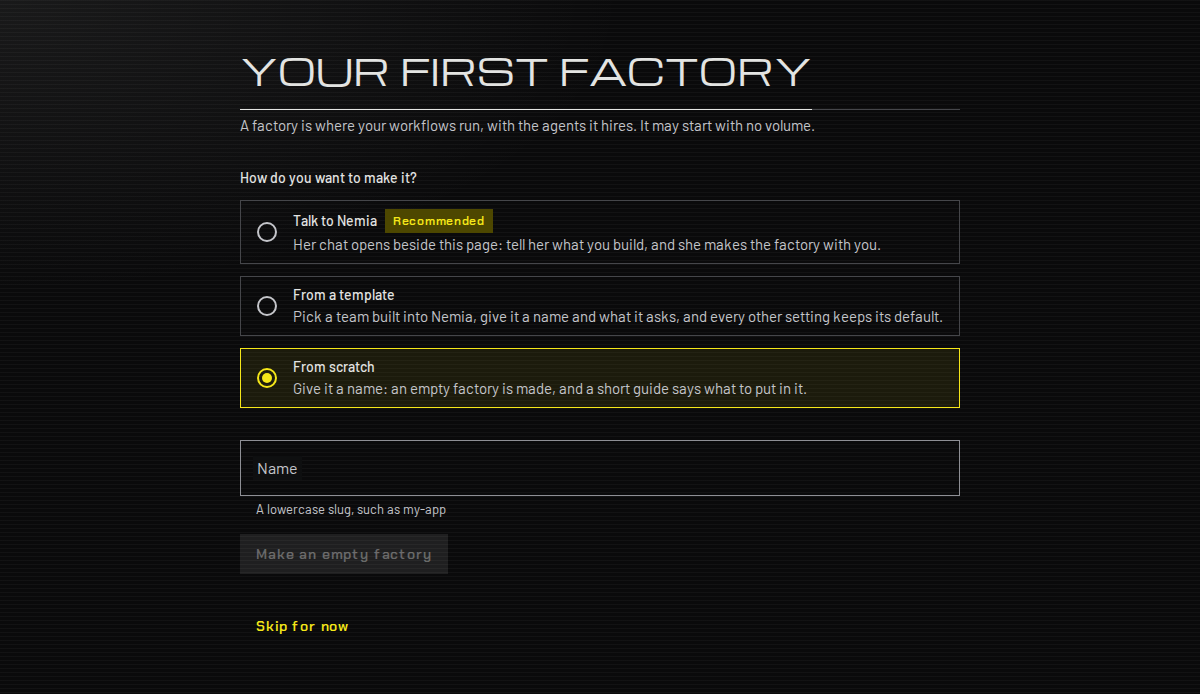 YOUR FIRST FACTORY
A factory is where your workflows run, with the agents it hires. It may start with no volume.
How do you want to make it?
Talk to Nemia Recommended
Her chat opens beside this page: tell her what you build, and she makes the factory with you.
From a template
Pick a team built into Nemia, give it a name and what it asks, and every other setting keeps its default.
From scratch
Give it a name: an empty factory is made, and a short guide says what to put in it.
Name
A lowercase slug, such as my-app
Make an empty factory
Skip for now